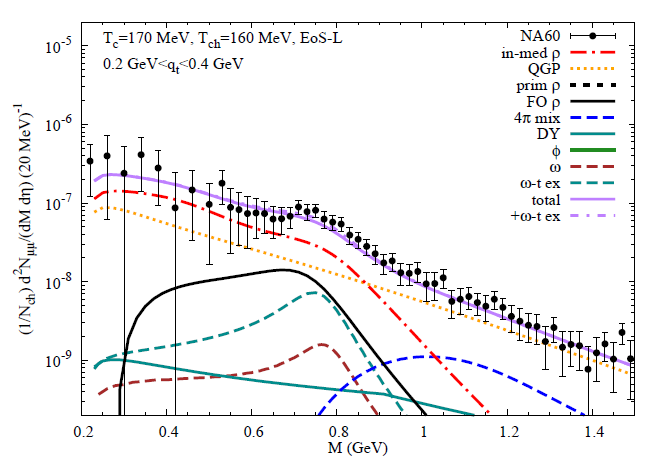 T_c=170 MeV, T_ch=160 MeV, EoS-L
0.2 GeV<q_t<0.4 GeV
NA60
in-med ρ
QGP
prim ρ
FO ρ
4π mix
DY
ϕ
ω
ω-t ex
total
+ω-t ex
(1/N_ch) d^2N_μμ/(dM dη) (20 MeV)^-1
10^-5
10^-6
10^-7
10^-8
10^-9
0.2 0.4 0.6 0.8 1 1.2 1.4
M (GeV)